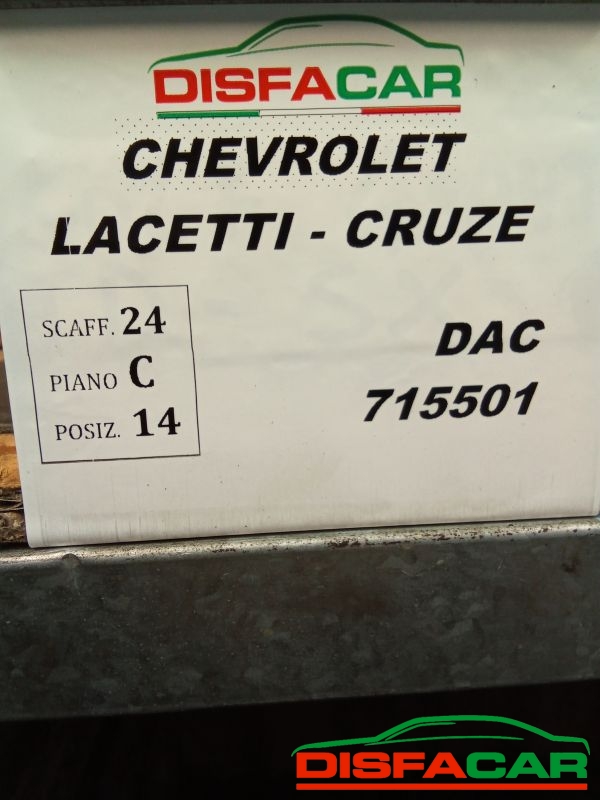 DISFACAR
CHEVROLET
LACETTI - CRUZE
SCAFF. 24
PIANO C
POSIZ. 14
DAC
715501
DISFACAR